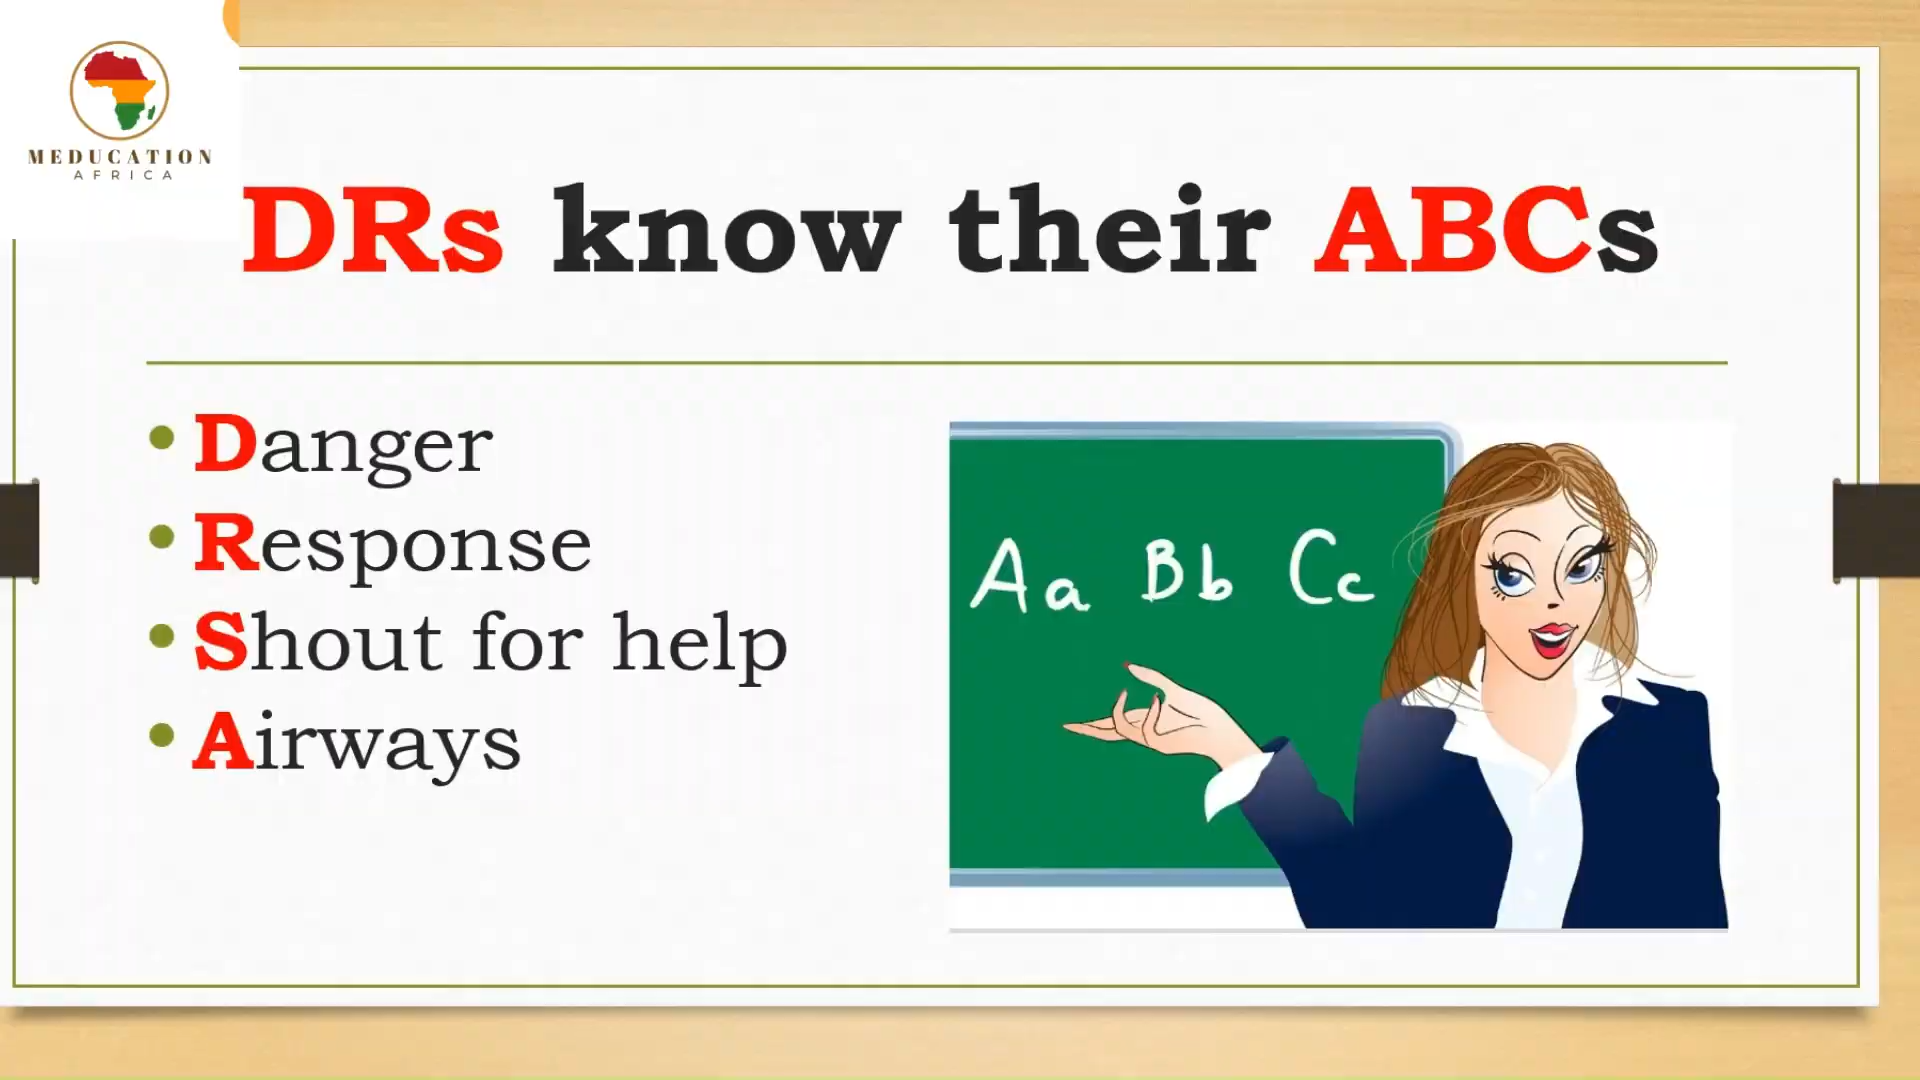 MEDUCATION
AFRICA
DRs know their ABCs
• Danger
• Response
• Shout for help
• Airways
Aa Bb Cc